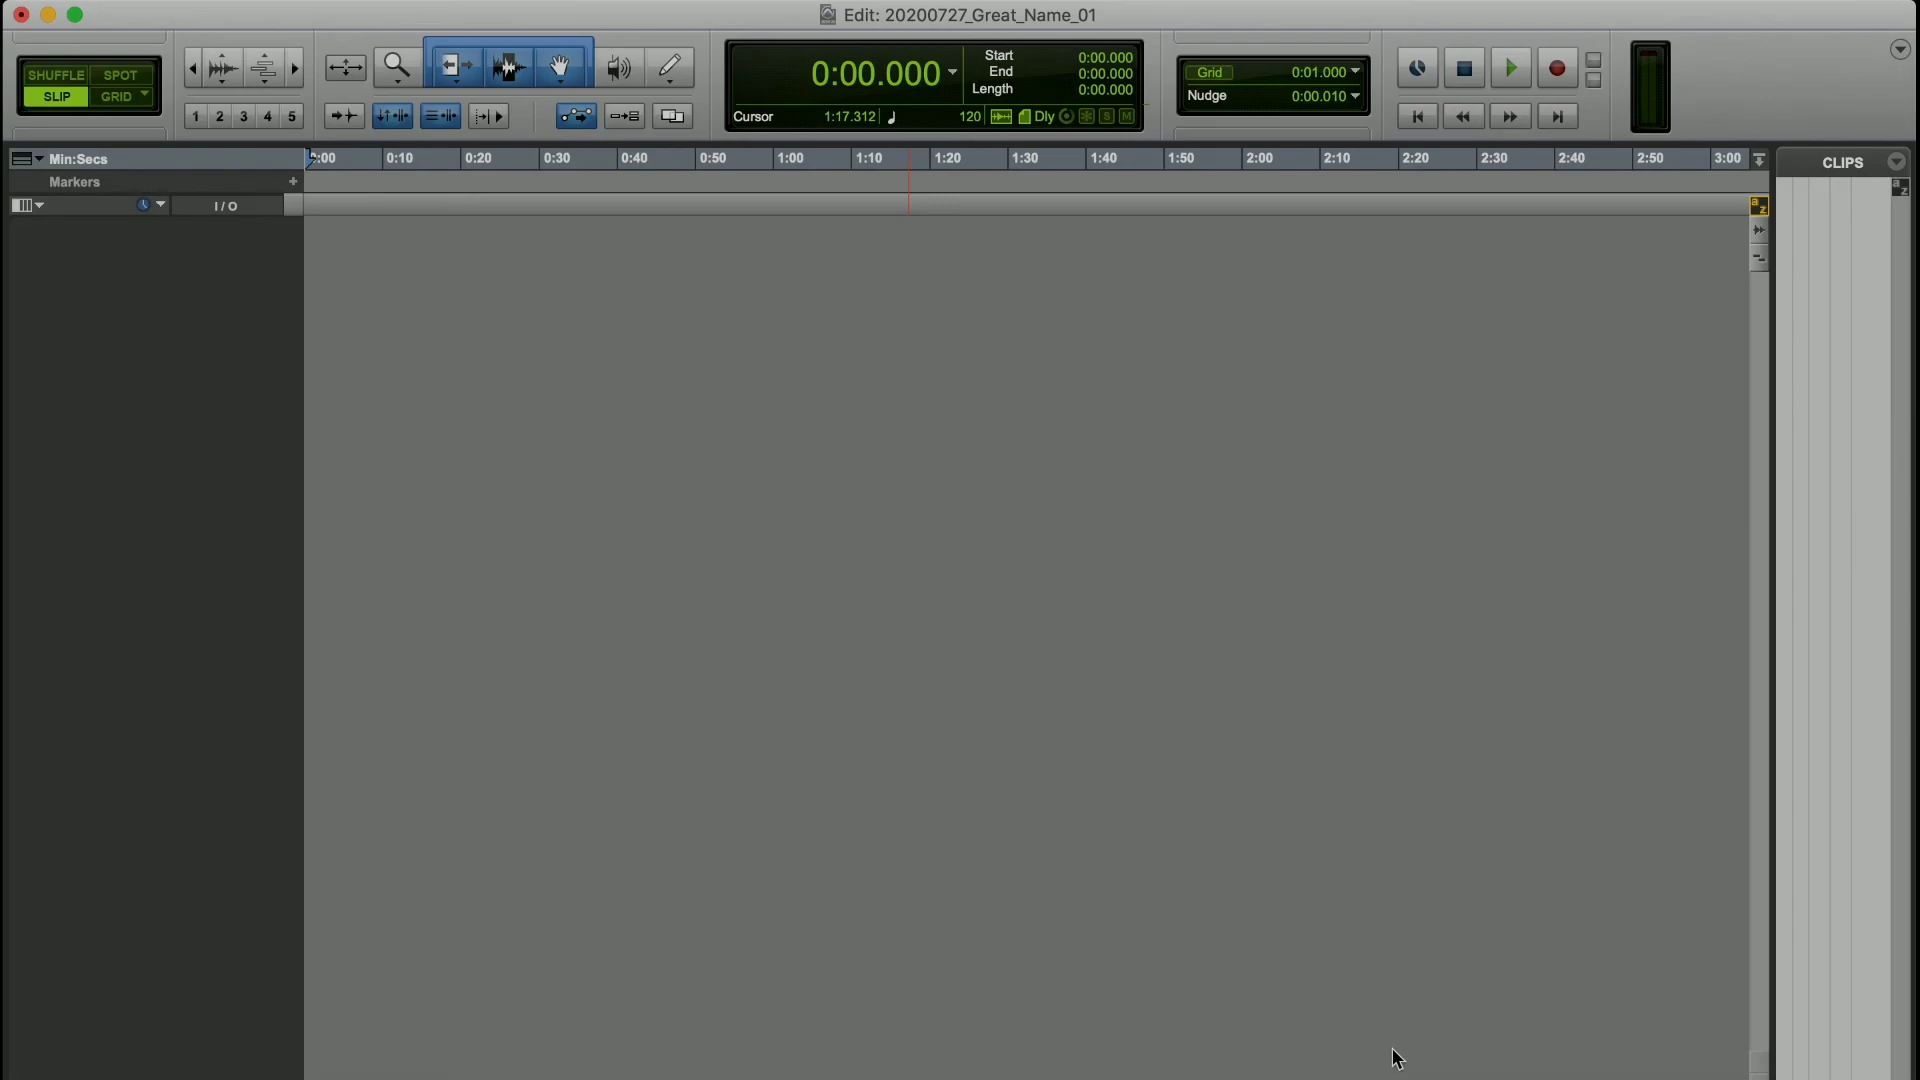 Edit: 20200727_Great_Name_01
SHUFFLE SPOT
SLIP GRID
1 2 3 4 5
0:00.000
Start 0:00.000
End 0:00.000
Length 0:00.000
Cursor 1:17.312 120 Dly S M
Grid 0:01.000
Nudge 0:00.010
Min:Secs
0:00 0:10 0:20 0:30 0:40 0:50 1:00 1:10 1:20 1:30 1:40 1:50 2:00 2:10 2:20 2:30 2:40 2:50 3:00
CLIPS
Markers +
a z
I / O
a z